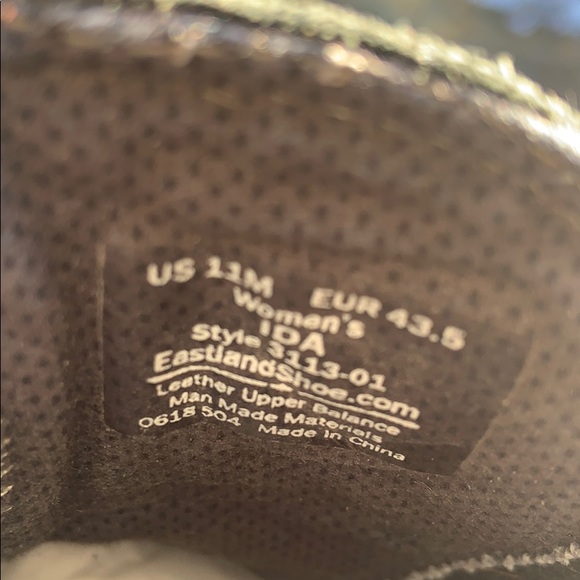 US 11M EUR 43.5
Women's
IDA
Style 3113-01
EastlandShoe.com
Leather Upper Balance
Man Made Materials
0618 504 Made in China